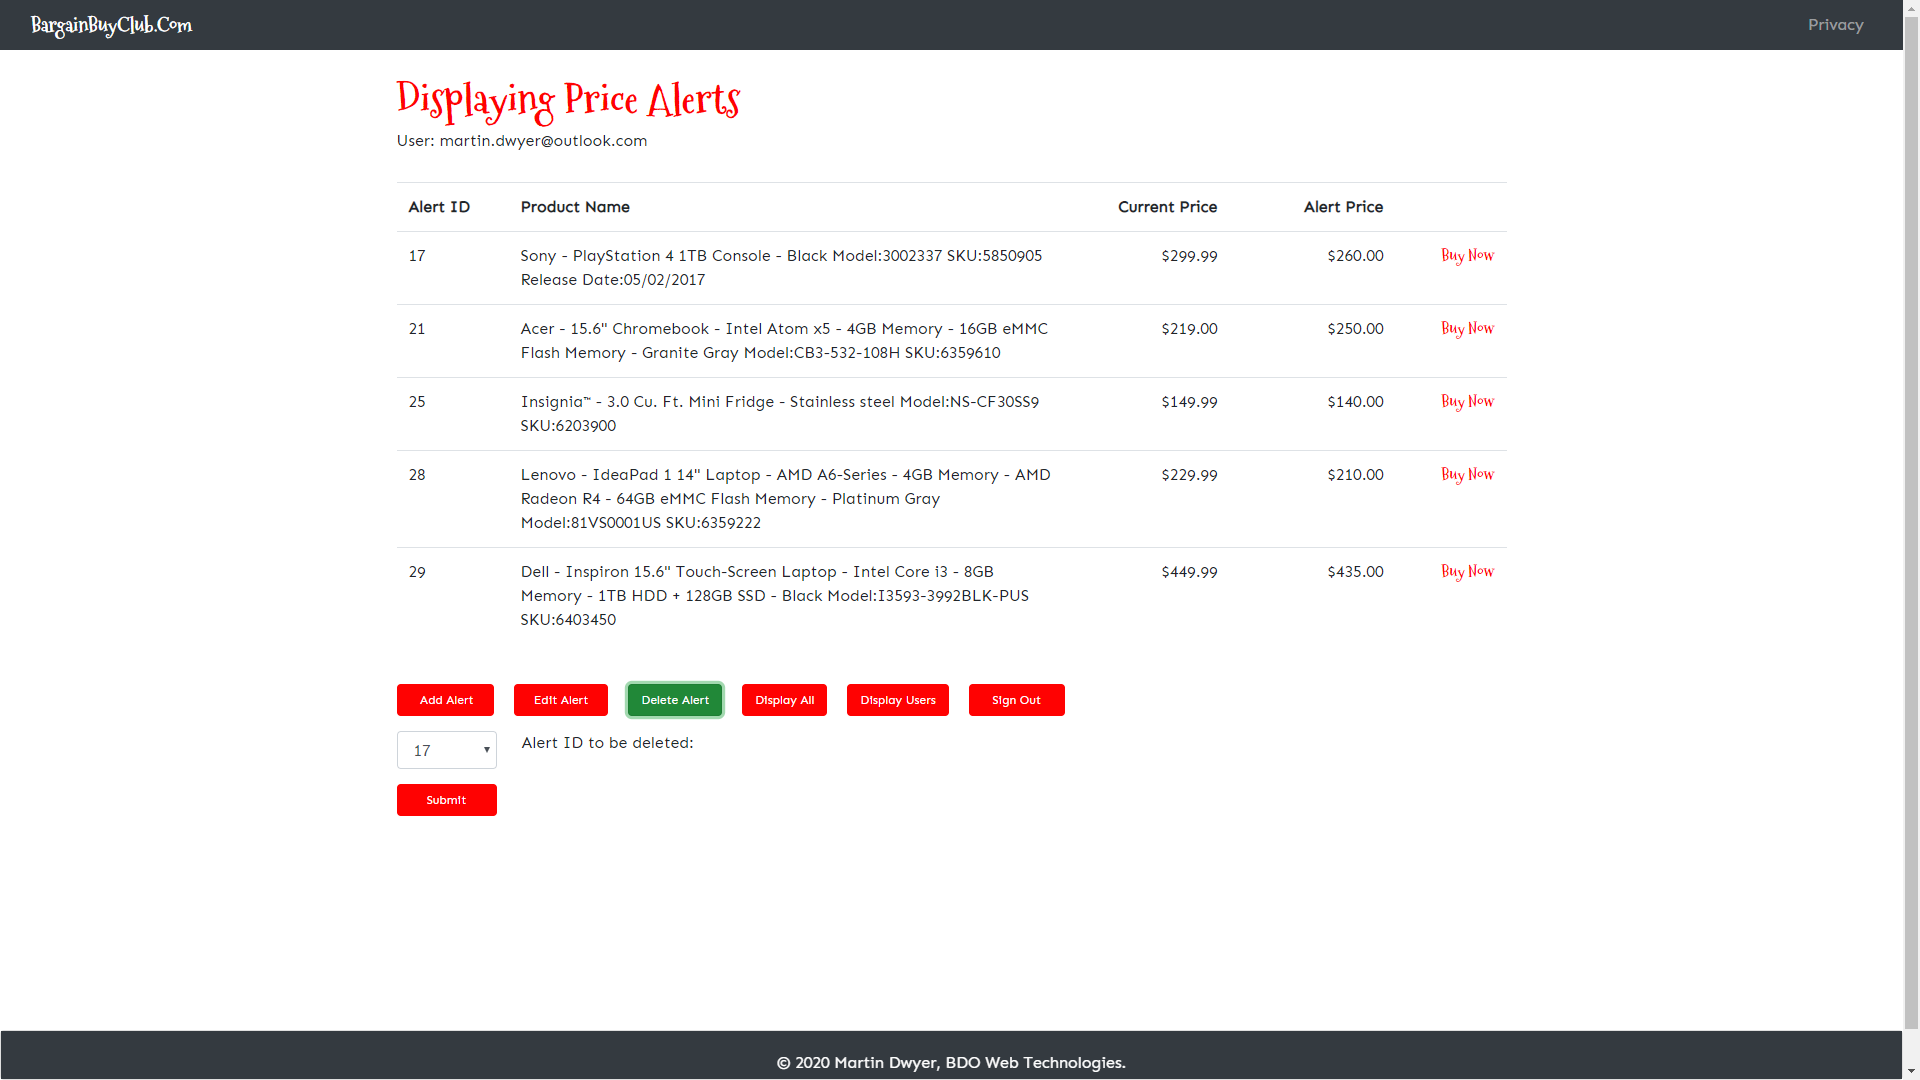 BargainBuyClub.Com
Privacy
Displaying Price Alerts
User: martin.dwyer@outlook.com
Alert ID Product Name Current Price Alert Price
17 Sony - PlayStation 4 1TB Console - Black Model:3002337 SKU:5850905 $299.99 $260.00 Buy Now
Release Date:05/02/2017
21 Acer - 15.6" Chromebook - Intel Atom x5 - 4GB Memory - 16GB eMMC $219.00 $250.00 Buy Now
Flash Memory - Granite Gray Model:CB3-532-108H SKU:6359610
25 Insignia™ - 3.0 Cu. Ft. Mini Fridge - Stainless steel Model:NS-CF30SS9 $149.99 $140.00 Buy Now
SKU:6203900
28 Lenovo - IdeaPad 1 14" Laptop - AMD A6-Series - 4GB Memory - AMD $229.99 $210.00 Buy Now
Radeon R4 - 64GB eMMC Flash Memory - Platinum Gray
Model:81VS0001US SKU:6359222
29 Dell - Inspiron 15.6" Touch-Screen Laptop - Intel Core i3 - 8GB $449.99 $435.00 Buy Now
Memory - 1TB HDD + 128GB SSD - Black Model:I3593-3992BLK-PUS
SKU:6403450
Add Alert Edit Alert Delete Alert Display All Display Users Sign Out
17 Alert ID to be deleted:
Submit
© 2020 Martin Dwyer, BDO Web Technologies.